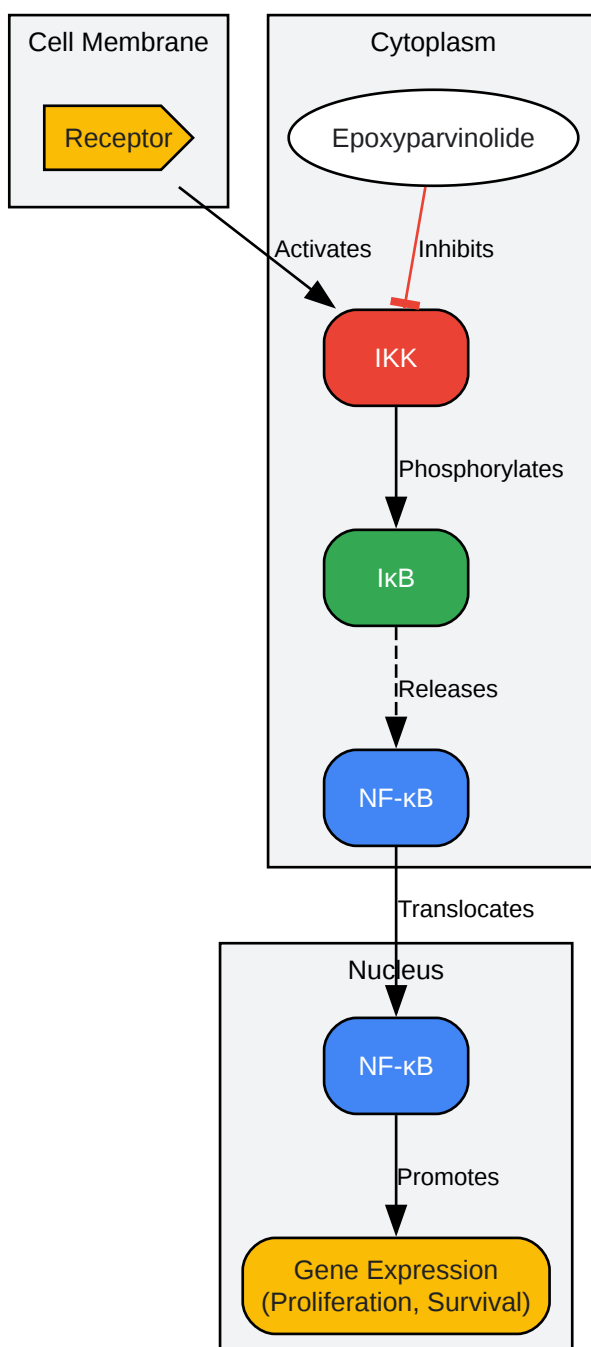 Cell Membrane
Cytoplasm
Receptor
Epoxyparvinolide
Activates
Inhibits
IKK
Phosphorylates
IκB
Releases
NF-κB
Translocates
Nucleus
NF-κB
Promotes
Gene Expression
(Proliferation, Survival)